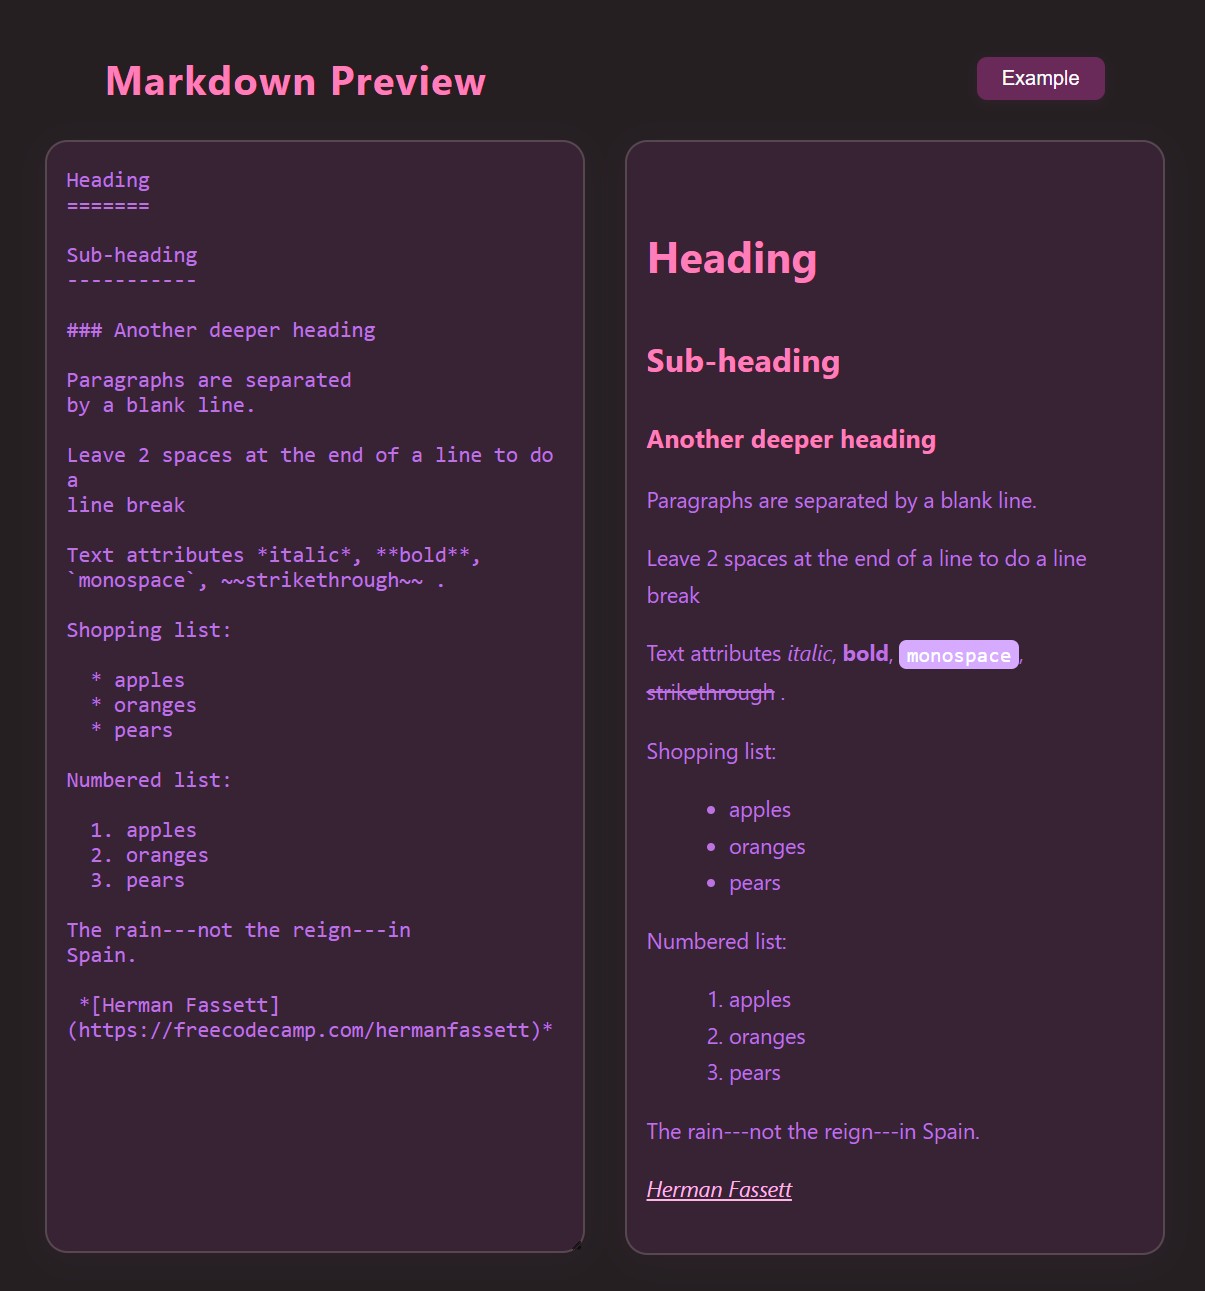 Markdown Preview
Example
Heading
=======
Sub-heading
-----------
### Another deeper heading
Paragraphs are separated
by a blank line.
Leave 2 spaces at the end of a line to do
a
line break
Text attributes *italic*, **bold**,
`monospace`, ~~strikethrough~~ .
Shopping list:
* apples
* oranges
* pears
Numbered list:
1. apples
2. oranges
3. pears
The rain---not the reign---in
Spain.
*[Herman Fassett]
(https://freecodecamp.com/hermanfassett)*
Heading
Sub-heading
Another deeper heading
Paragraphs are separated by a blank line.
Leave 2 spaces at the end of a line to do a line
break
Text attributes italic, bold, monospace,
strikethrough .
Shopping list:
• apples
• oranges
• pears
Numbered list:
1. apples
2. oranges
3. pears
The rain---not the reign---in Spain.
Herman Fassett